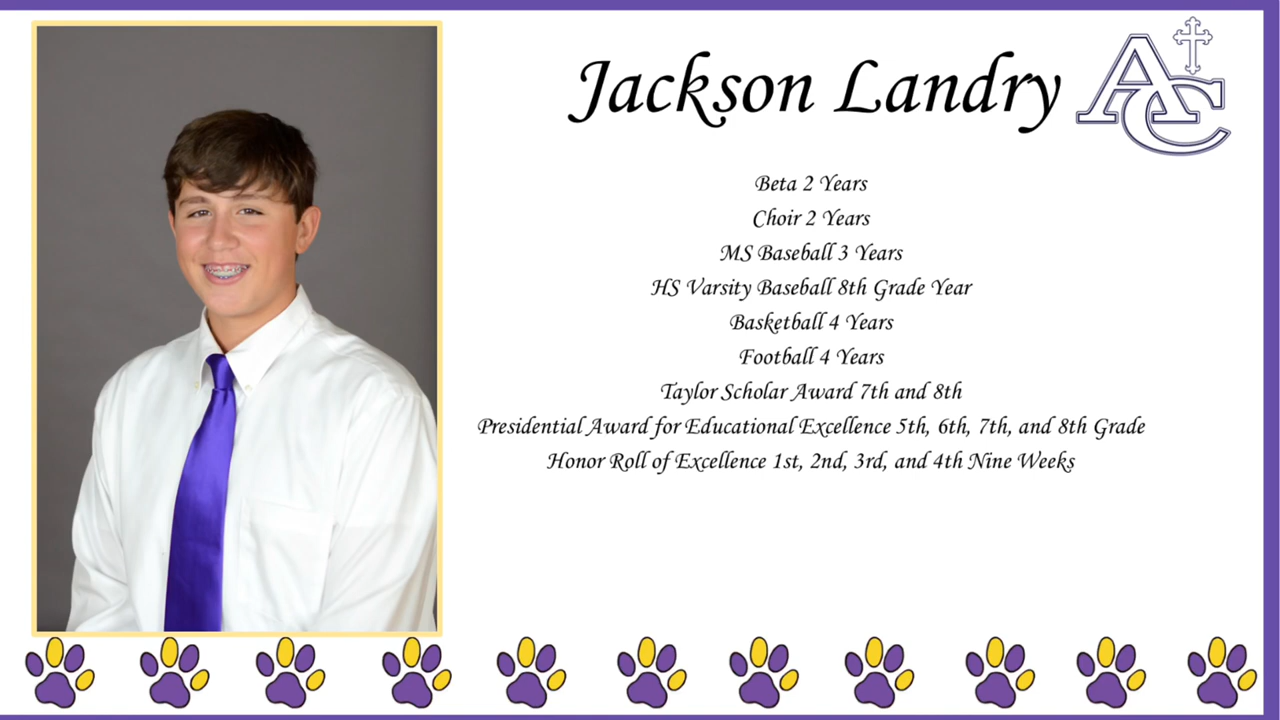 Jackson Landry
AC
Beta 2 Years
Choir 2 Years
MS Baseball 3 Years
HS Varsity Baseball 8th Grade Year
Basketball 4 Years
Football 4 Years
Taylor Scholar Award 7th and 8th
Presidential Award for Educational Excellence 5th, 6th, 7th, and 8th Grade
Honor Roll of Excellence 1st, 2nd, 3rd, and 4th Nine Weeks